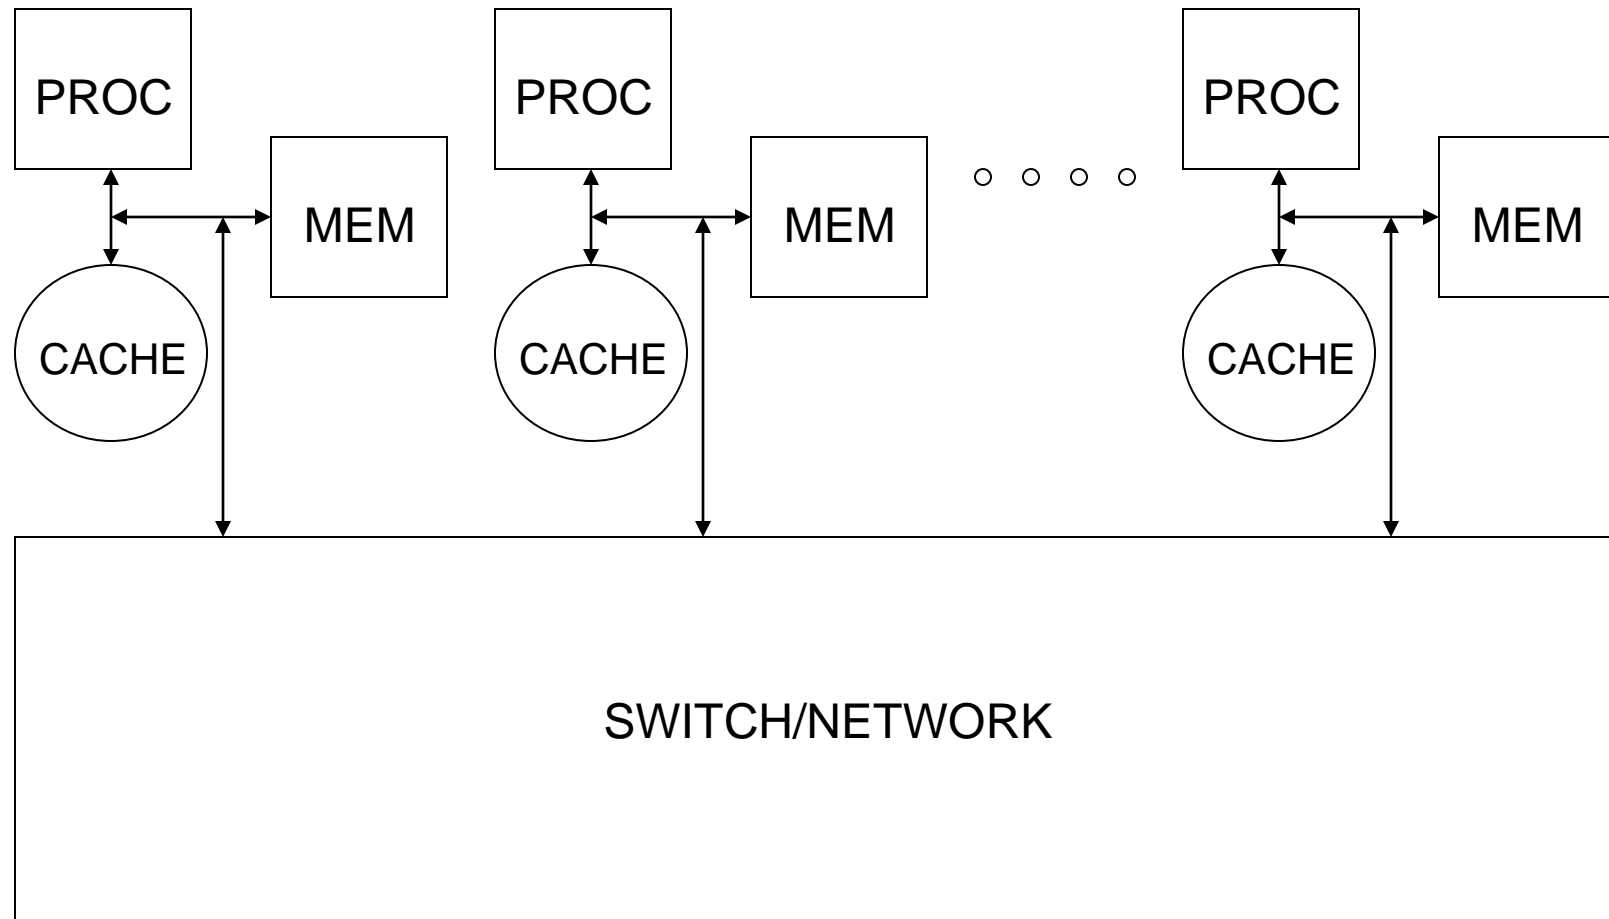 PROC
MEM
CACHE
PROC
MEM
CACHE
PROC
MEM
CACHE
SWITCH/NETWORK